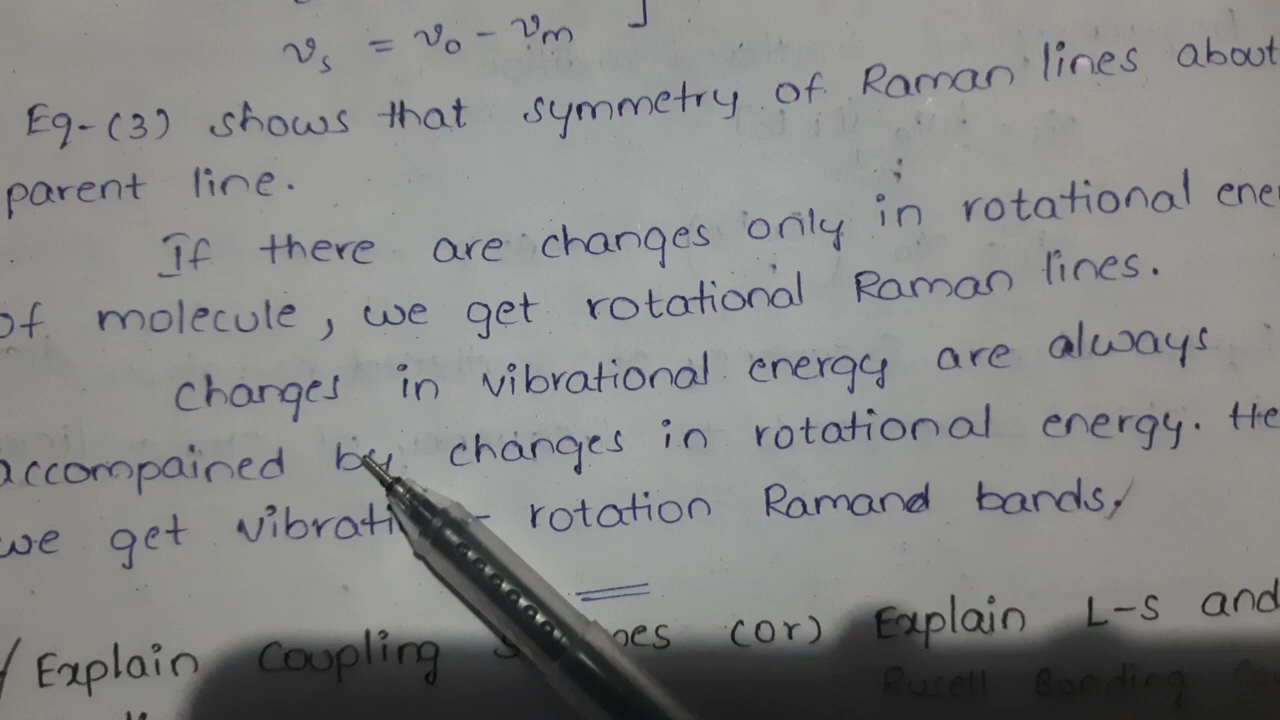 νs = ν0 - νm ]
Eq-(3) shows that symmetry of Raman lines about
parent line.
If there are changes only in rotational ene
of molecule, we get rotational Raman lines.
changes in vibrational energy are always
accompained by changes in rotational energy. He
we get vibrati - rotation Ramand bands,
Explain Coupling (or) Explain L-S and
Rusell Bonding